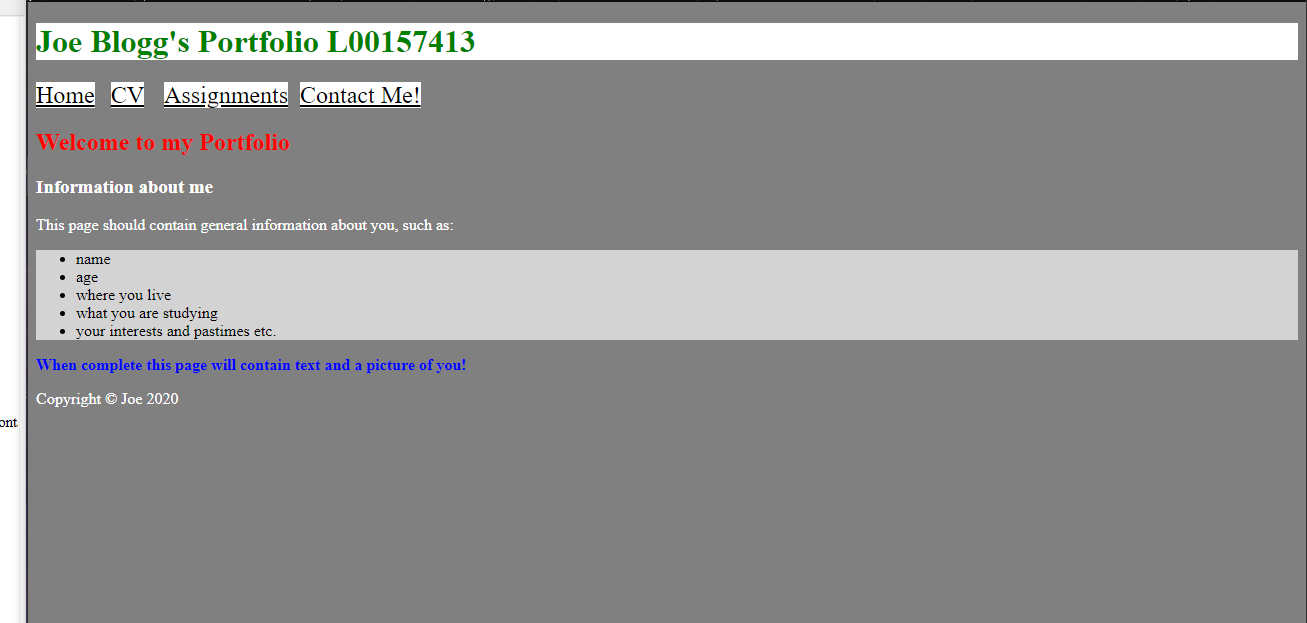 Joe Blogg's Portfolio L00157413
Home CV Assignments Contact Me!
Welcome to my Portfolio
Information about me
This page should contain general information about you, such as:
name
age
where you live
what you are studying
your interests and pastimes etc.
When complete this page will contain text and a picture of you!
Copyright © Joe 2020
ont